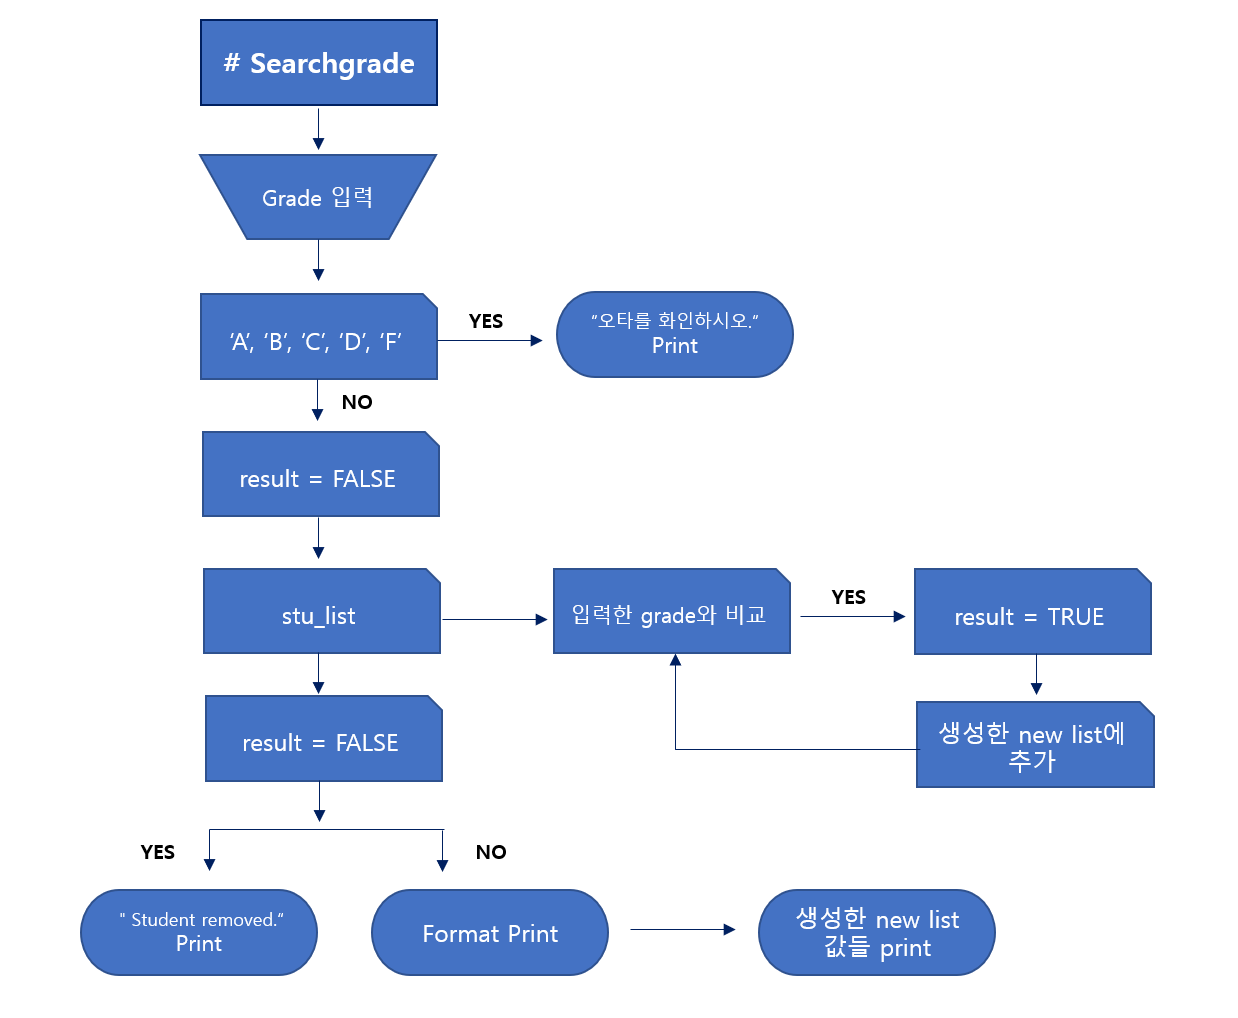 # Searchgrade
Grade 입력
‘A’, ‘B‘, ‘C’, ‘D’, ‘F’
YES
“오타를 화인하시오.“
Print
NO
result = FALSE
stu_list
입력한 grade와 비교
YES
result = TRUE
생성한 new list에
추가
result = FALSE
YES
NO
" Student removed.“
Print
Format Print
생성한 new list
값들 print